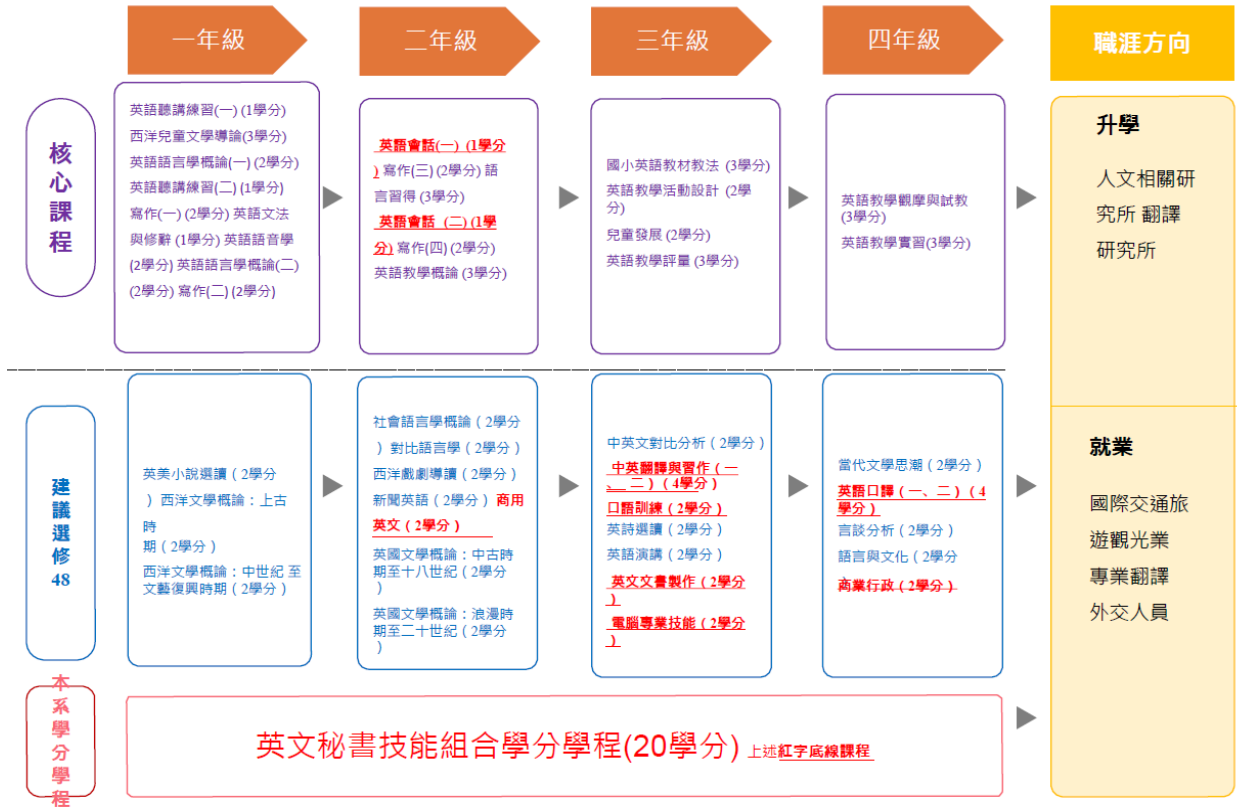 一年級
二年級
三年級
四年級
職涯方向
核心課程
英語聽講練習(一) (1學分)
西洋兒童文學導論(3學分)
英語語言學概論(一) (2學分)
英語聽講練習(二) (1學分)
寫作(一) (2學分) 英語文法
與修辭 (1學分) 英語語音學
(2學分) 英語語言學概論(二)
(2學分) 寫作(二) (2學分)
英語會話(一) (1學分
) 寫作(三) (2學分) 語
言習得 (3學分)
英語會話 (二) (1學
分) 寫作(四) (2學分)
英語教學概論 (3學分)
國小英語教材教法 (3學分)
英語教學活動設計 (2學
分)
兒童發展 (2學分)
英語教學評量 (3學分)
英語教學觀摩與試教
(3學分)
英語教學實習(3學分)
升學
人文相關研
究所 翻譯
研究所
建議選修
48
英美小說選讀（2學分
）西洋文學概論：上古
時
期（2學分）
西洋文學概論：中世紀 至
文藝復興時期（2學分）
社會語言學概論（2學分
）對比語言學（2學分）
西洋戲劇導讀（2學分）
新聞英語（2學分）商用
英文（2學分）
英國文學概論：中古時
期至十八世紀（2學分
）
英國文學概論：浪漫時
期至二十世紀（2學分
）
中英文對比分析（2學分）
中英翻譯與習作（一
、 二）（4學分）
口語訓練（2學分）
英詩選讀（2學分）
英語演講（2學分）
英文文書製作（2學分
）
電腦專業技能（2學分
）
當代文學思潮（2學分）
英語口譯（一、二）（4
學分）
言談分析（2學分）
語言與文化（2學分
商業行政（2學分）
就業
國際交通旅
遊觀光業
專業翻譯
外交人員
本系學分學程
英文秘書技能組合學分學程(20學分) 上述紅字底線課程